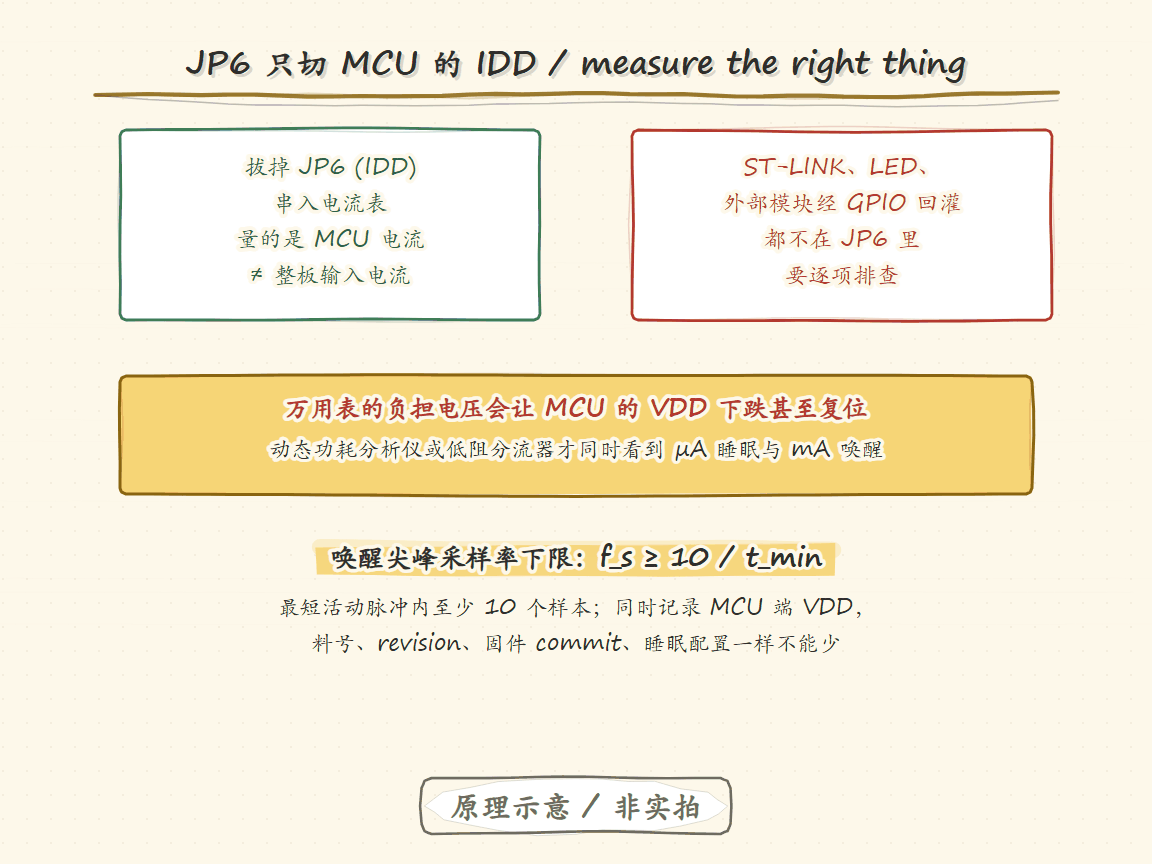 JP6 只切 MCU 的 IDD / measure the right thing
拔掉 JP6 (IDD)
串入电流表
量的是 MCU 电流
≠ 整板输入电流
ST-LINK、LED、
外部模块经 GPIO 回灌
都不在 JP6 里
要逐项排查
万用表的负担电压会让 MCU 的 VDD 下跌甚至复位
动态功耗分析仪或低阻分流器才同时看到 µA 睡眠与 mA 唤醒
唤醒尖峰采样率下限：f_s ≥ 10 / t_min
最短活动脉冲内至少 10 个样本；同时记录 MCU 端 VDD，
料号、revision、固件 commit、睡眠配置一样不能少
原理示意 / 非实拍